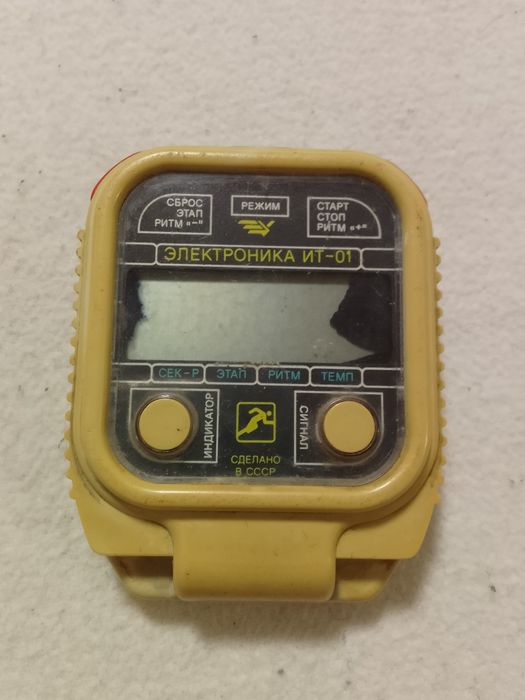 СБРОС
ЭТАП
РИТМ "–"
РЕЖИМ
СТАРТ
СТОП
РИТМ "+"
ЭЛЕКТРОНИКА ИТ-01
СЕК-Р ЭТАП РИТМ ТЕМП
ИНДИКАТОР
СИГНАЛ
СДЕЛАНО
В СССР